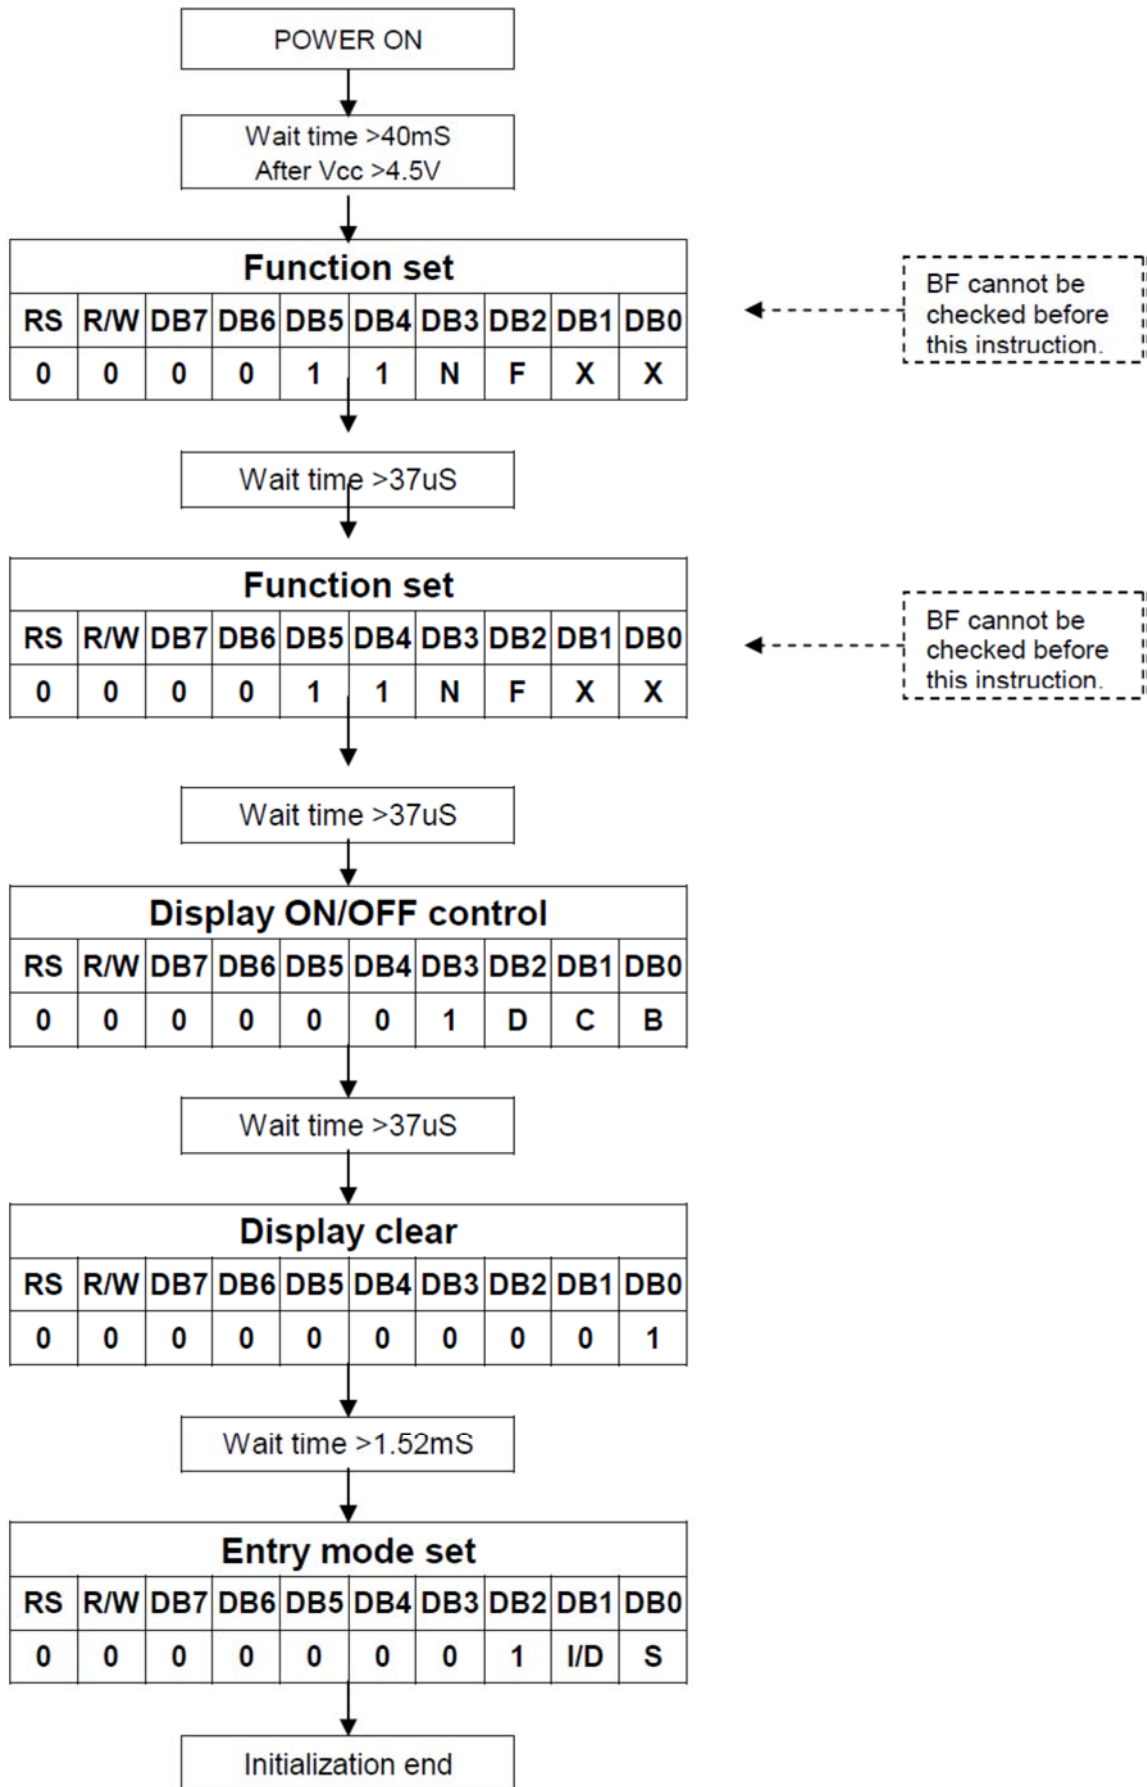 POWER ON
Wait time >40mS
After Vcc >4.5V
Function set
RS R/W DB7 DB6 DB5 DB4 DB3 DB2 DB1 DB0
0 0 0 0 1 1 N F X X
BF cannot be
checked before
this instruction.
Wait time >37uS
Function set
RS R/W DB7 DB6 DB5 DB4 DB3 DB2 DB1 DB0
0 0 0 0 1 1 N F X X
BF cannot be
checked before
this instruction.
Wait time >37uS
Display ON/OFF control
RS R/W DB7 DB6 DB5 DB4 DB3 DB2 DB1 DB0
0 0 0 0 0 0 1 D C B
Wait time >37uS
Display clear
RS R/W DB7 DB6 DB5 DB4 DB3 DB2 DB1 DB0
0 0 0 0 0 0 0 0 0 1
Wait time >1.52mS
Entry mode set
RS R/W DB7 DB6 DB5 DB4 DB3 DB2 DB1 DB0
0 0 0 0 0 0 0 1 I/D S
Initialization end